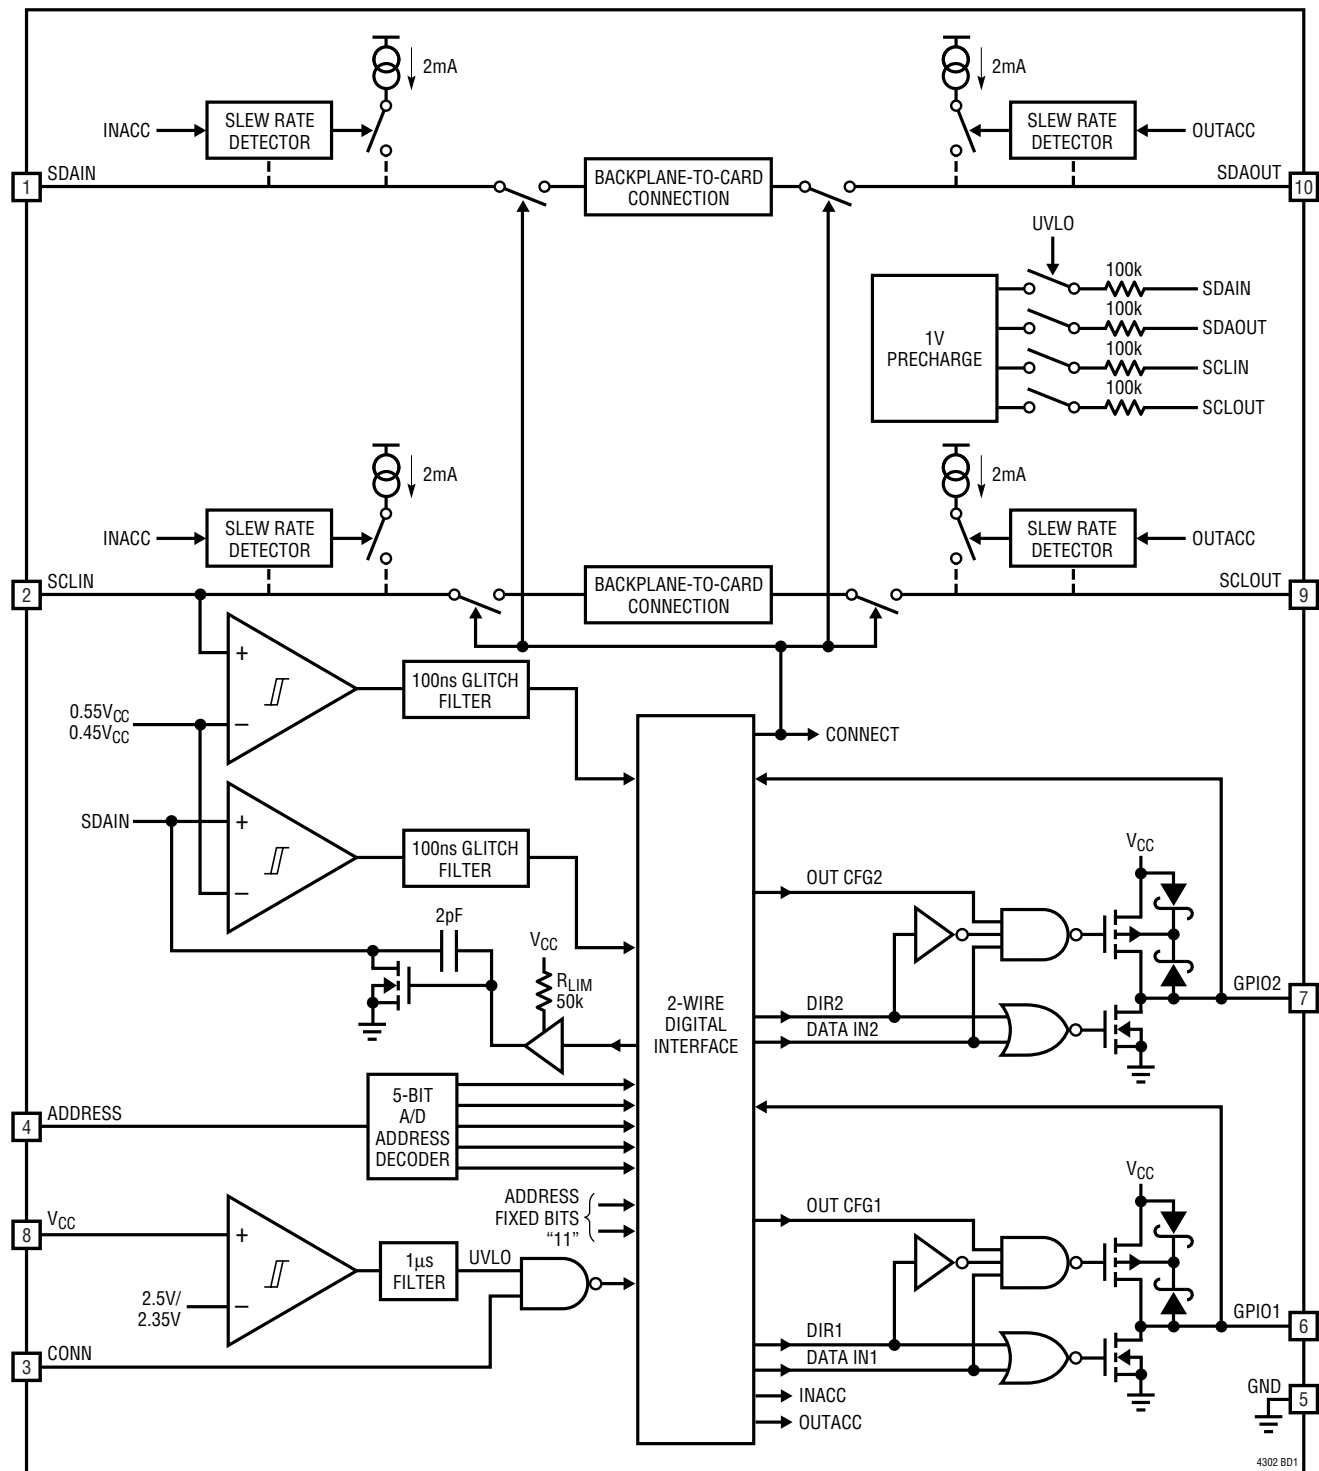 2mA
2mA
INACC
SLEW RATE
DETECTOR
SLEW RATE
DETECTOR
OUTACC
1
SDAIN
BACKPLANE-TO-CARD
CONNECTION
SDAOUT
10
UVLO
1V
PRECHARGE
100k
SDAIN
100k
SDAOUT
100k
SCLIN
100k
SCLOUT
2mA
2mA
INACC
SLEW RATE
DETECTOR
SLEW RATE
DETECTOR
OUTACC
2
SCLIN
BACKPLANE-TO-CARD
CONNECTION
SCLOUT
9
+
−
0.55VCC
0.45VCC
100ns GLITCH
FILTER
CONNECT
SDAIN
+
−
100ns GLITCH
FILTER
2pF
VCC
RLIM
50k
2-WIRE
DIGITAL
INTERFACE
OUT CFG2
VCC
DIR2
DATA IN2
GPIO2
7
4
ADDRESS
5-BIT
A/D
ADDRESS
DECODER
ADDRESS
FIXED BITS
“11”
OUT CFG1
VCC
DIR1
DATA IN1
GPIO1
6
8
VCC
+
−
2.5V/
2.35V
1µs
FILTER
UVLO
3
CONN
INACC
OUTACC
GND
5
4302 BD1